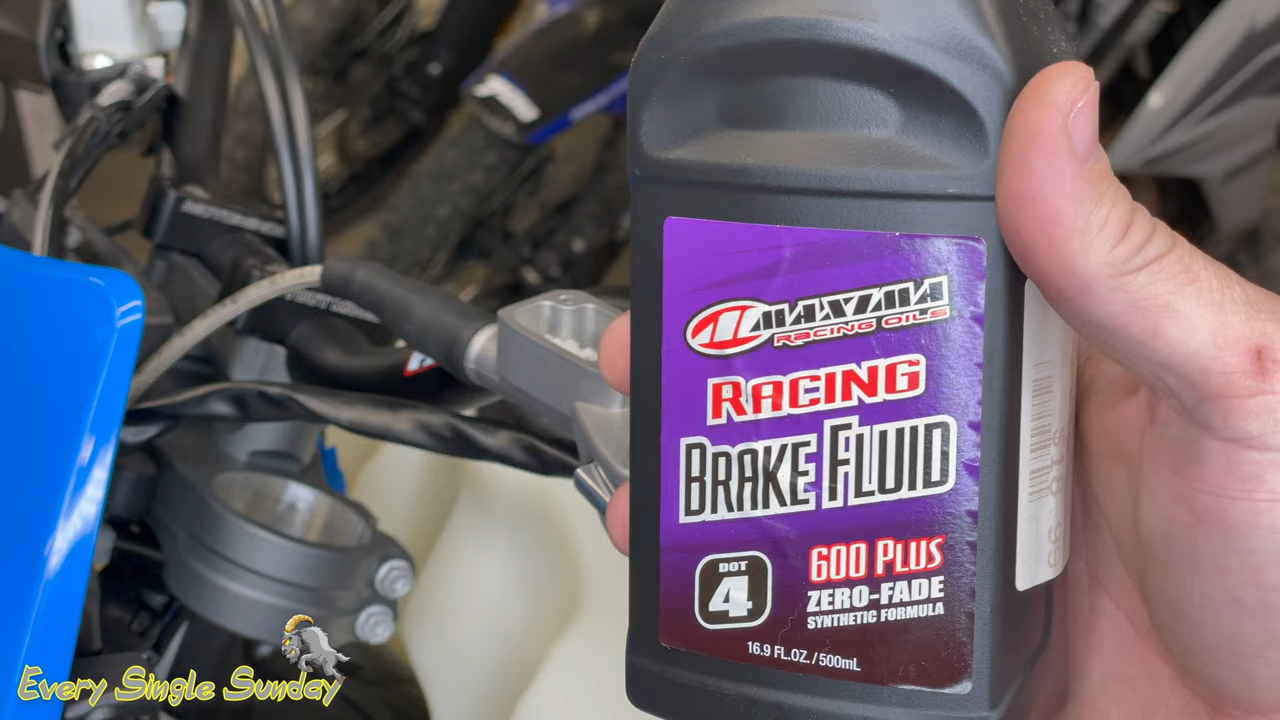 MAXIMA
RACING OILS
RACING
BRAKE FLUID
DOT
4
600 PLUS
ZERO-FADE
SYNTHETIC FORMULA
16.9 FL.OZ./500mL
Every Single Sunday